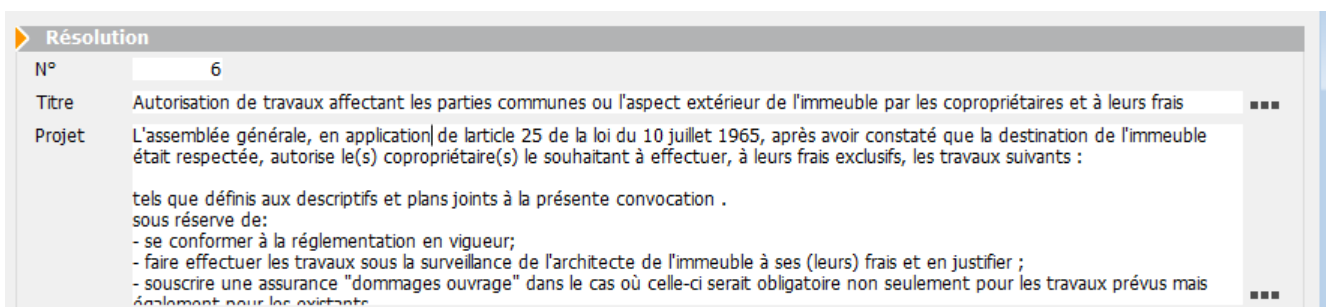 Résolution
N° 6
Titre Autorisation de travaux affectant les parties communes ou l'aspect extérieur de l'immeuble par les copropriétaires et à leurs frais
Projet L'assemblée générale, en application de larticle 25 de la loi du 10 juillet 1965, après avoir constaté que la destination de l'immeuble
était respectée, autorise le(s) copropriétaire(s) le souhaitant à effectuer, à leurs frais exclusifs, les travaux suivants :
tels que définis aux descriptifs et plans joints à la présente convocation .
sous réserve de:
- se conformer à la réglementation en vigueur;
- faire effectuer les travaux sous la surveillance de l'architecte de l'immeuble à ses (leurs) frais et en justifier ;
- souscrire une assurance "dommages ouvrage" dans le cas où celle-ci serait obligatoire non seulement pour les travaux prévus mais
également pour les existants